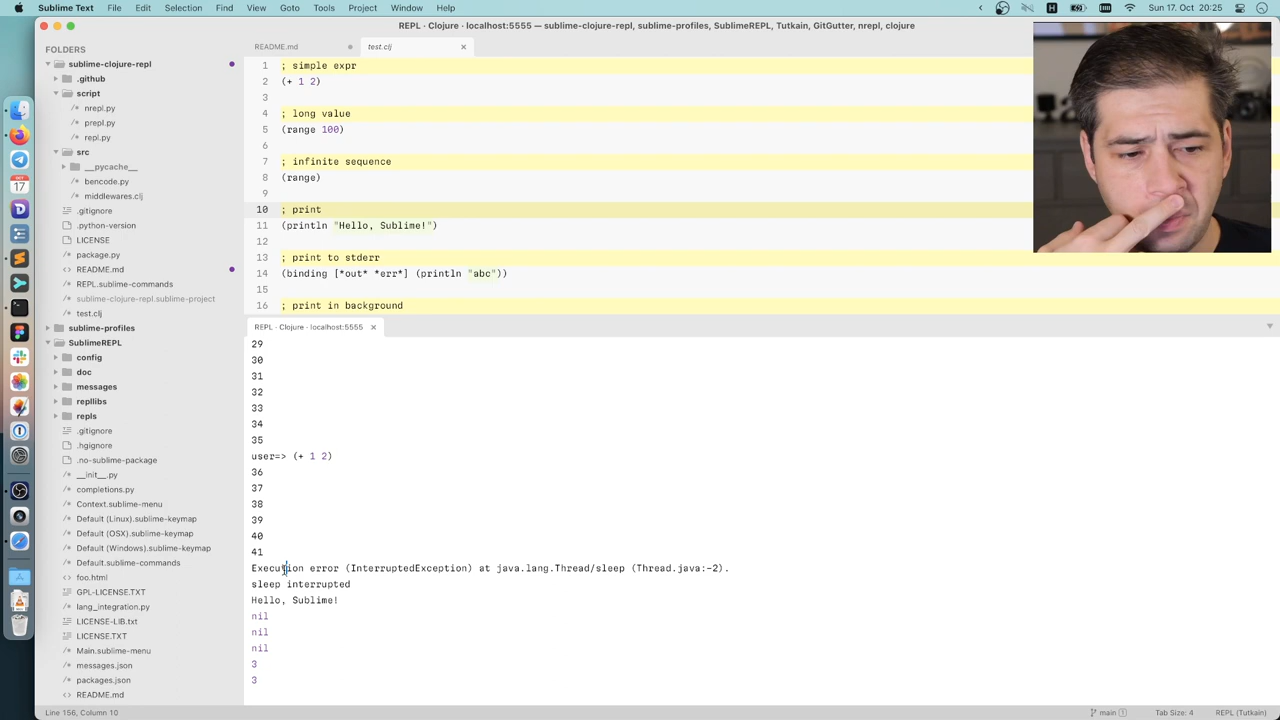 Sublime Text File Edit Selection Find View Goto Tools Project Window Help Sun 17. Oct 20:25
REPL · Clojure · localhost:5555 — sublime-clojure-repl, sublime-profiles, SublimeREPL, Tutkain, GitGutter, nrepl, clojure
FOLDERS
sublime-clojure-repl
.github
script
nrepl.py
prepl.py
repl.py
src
__pycache__
bencode.py
middlewares.clj
.gitignore
.python-version
LICENSE
package.py
README.md
REPL.sublime-commands
sublime-clojure-repl.sublime-project
test.clj
sublime-profiles
SublimeREPL
config
doc
messages
repllibs
repls
.gitignore
.hgignore
.no-sublime-package
__init__.py
completions.py
Context.sublime-menu
Default (Linux).sublime-keymap
Default (OSX).sublime-keymap
Default (Windows).sublime-keymap
Default.sublime-commands
foo.html
GPL-LICENSE.TXT
lang_integration.py
LICENSE-LIB.txt
LICENSE.TXT
Main.sublime-menu
messages.json
packages.json
README.md
README.md test.clj
1 ; simple expr
2 (+ 1 2)
3
4 ; long value
5 (range 100)
6
7 ; infinite sequence
8 (range)
9
10 ; print
11 (println "Hello, Sublime!")
12
13 ; print to stderr
14 (binding [*out* *err*] (println "abc"))
15
16 ; print in background
REPL · Clojure · localhost:5555
29
30
31
32
33
34
35
user=> (+ 1 2)
36
37
38
39
40
41
Execution error (InterruptedException) at java.lang.Thread/sleep (Thread.java:-2).
sleep interrupted
Hello, Sublime!
nil
nil
nil
3
3
Line 156, Column 10 main 1 Tab Size: 4 REPL (Tutkain)